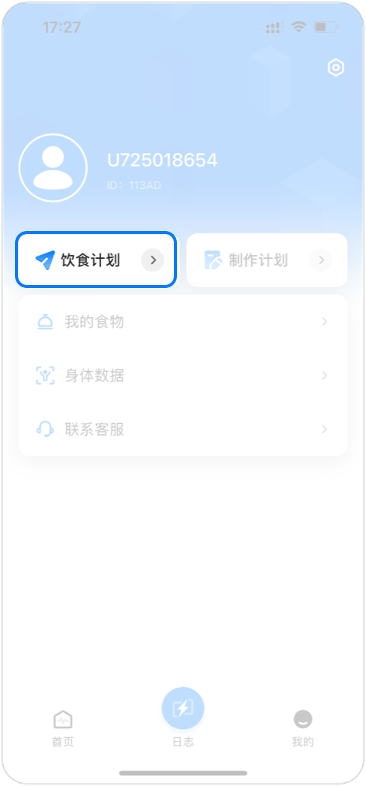 17:27
U725018654
ID：113AD
饮食计划
制作计划
我的食物
身体数据
联系客服
首页
日志
我的